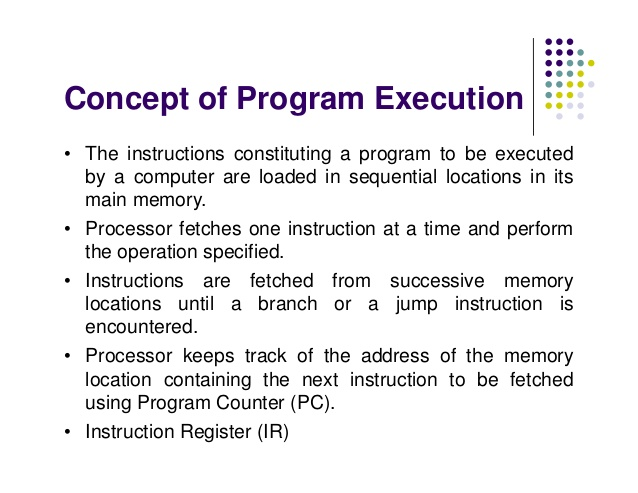 Concept of Program Execution
• The instructions constituting a program to be executed
by a computer are loaded in sequential locations in its
main memory.
• Processor fetches one instruction at a time and perform
the operation specified.
• Instructions are fetched from successive memory
locations until a branch or a jump instruction is
encountered.
• Processor keeps track of the address of the memory
location containing the next instruction to be fetched
using Program Counter (PC).
• Instruction Register (IR)